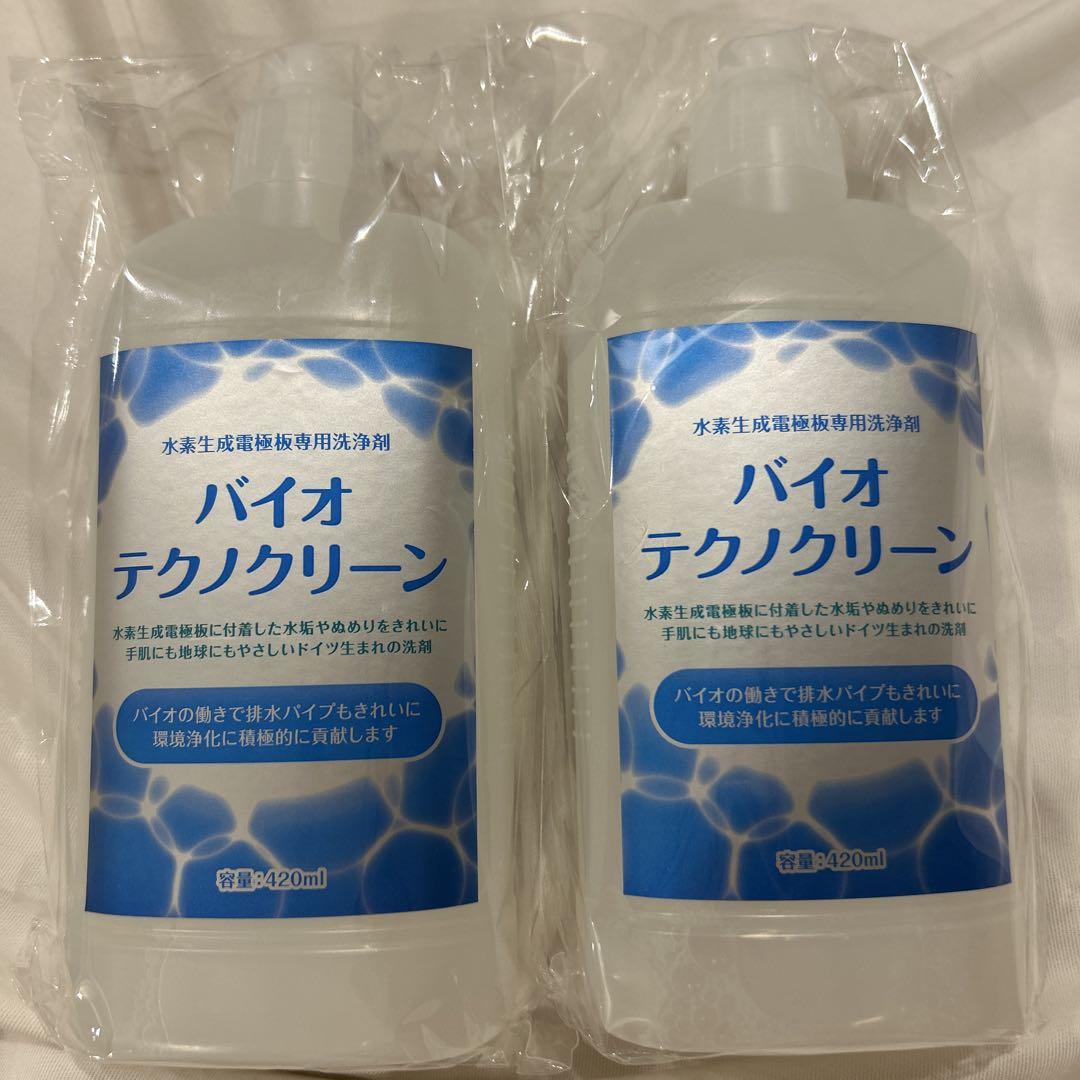 水素生成電極板専用洗浄剤
バイオ
テクノクリーン
水素生成電極板に付着した水垢やぬめりをきれいに
手肌にも地球にもやさしいドイツ生まれの洗剤
バイオの働きで排水パイプもきれいに
環境浄化に積極的に貢献します
容量:420ml
水素生成電極板専用洗浄剤
バイオ
テクノクリーン
水素生成電極板に付着した水垢やぬめりをきれいに
手肌にも地球にもやさしいドイツ生まれの洗剤
バイオの働きで排水パイプもきれいに
環境浄化に積極的に貢献します
容量:420ml